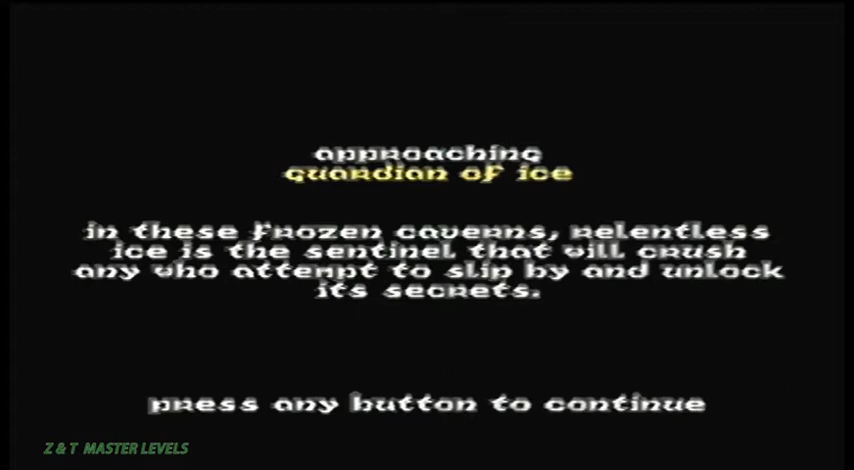 approaching
guardian of ice
in these frozen caverns, relentless
ice is the sentinel that will crush
any who attempt to slip by and unlock
its secrets.
press any button to continue
Z & T MASTER LEVELS